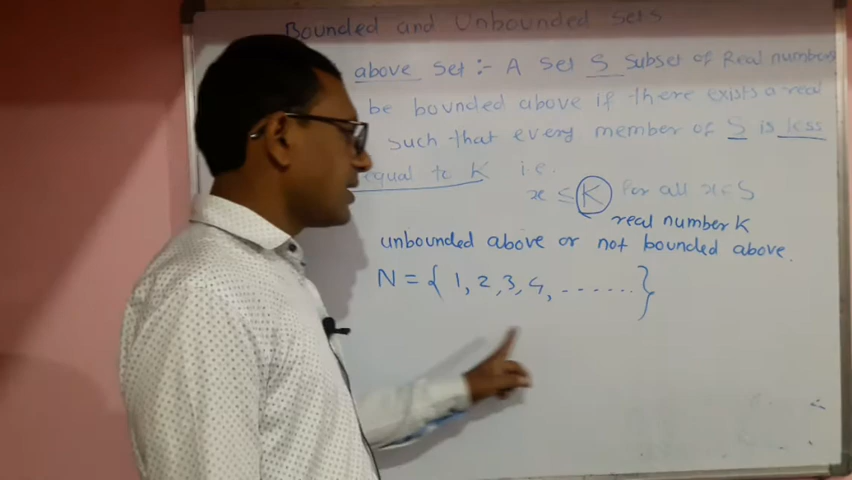 Bounded and Unbounded Sets
above Set :- A Set S Subset of Real numbers
be bounded above if there exists a real
such that every member of S is less
equal to K i.e.
x ≤ K for all x ∈ S
real number K
unbounded above or not bounded above.
N = { 1, 2, 3, 4, ...... }